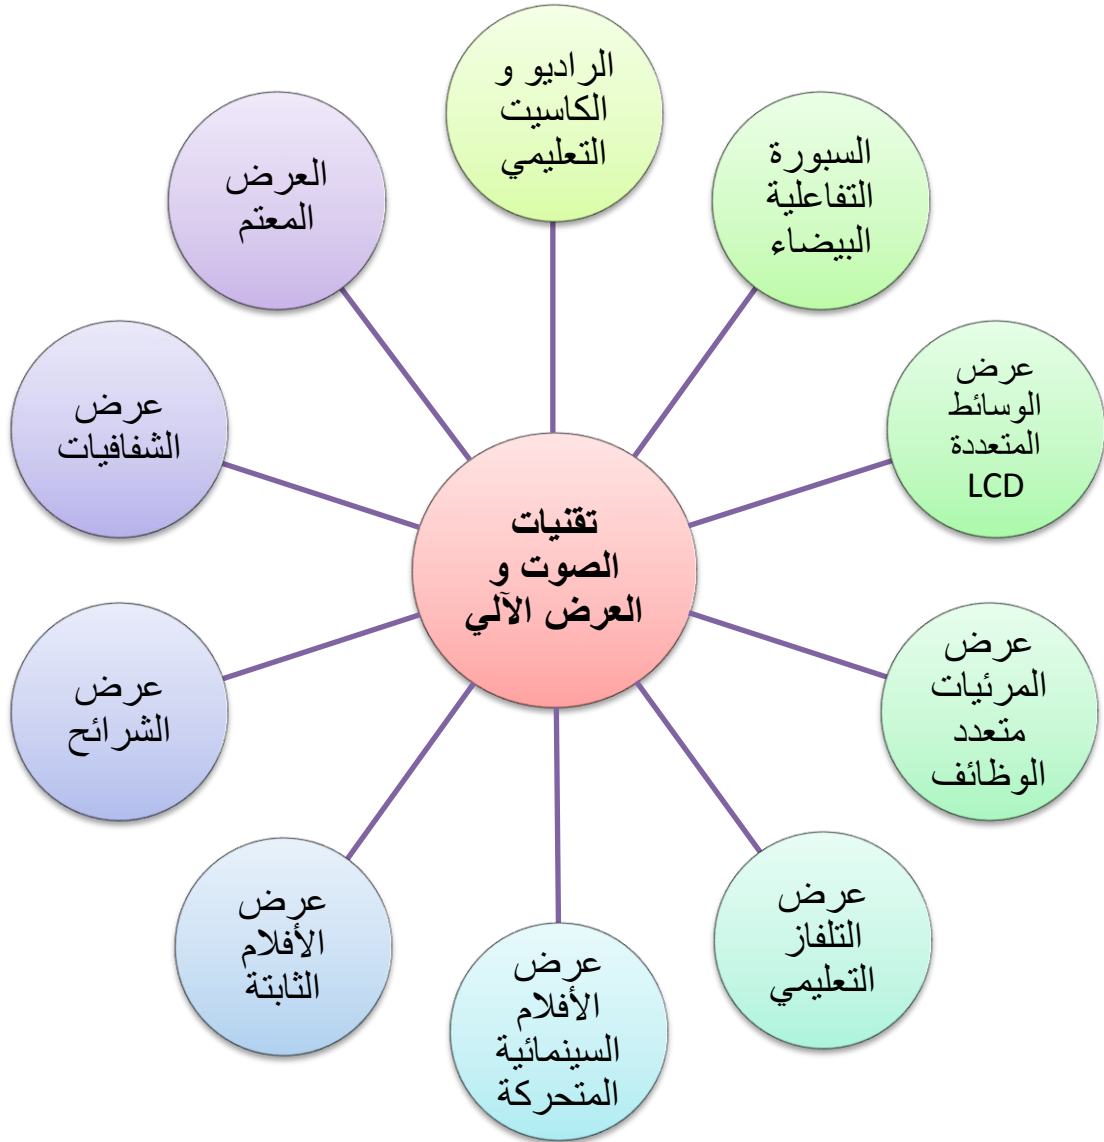 الراديو و
الكاسيت
التعليمي
السبورة
التفاعلية
البيضاء
عرض
الوسائط
المتعددة
LCD
عرض
المرئيات
متعدد
الوظائف
عرض
التلفاز
التعليمي
عرض
الأفلام
السينمائية
المتحركة
عرض
الأفلام
الثابتة
عرض
الشرائح
عرض
الشفافيات
العرض
المعتم
تقنيات
الصوت و
العرض الآلي